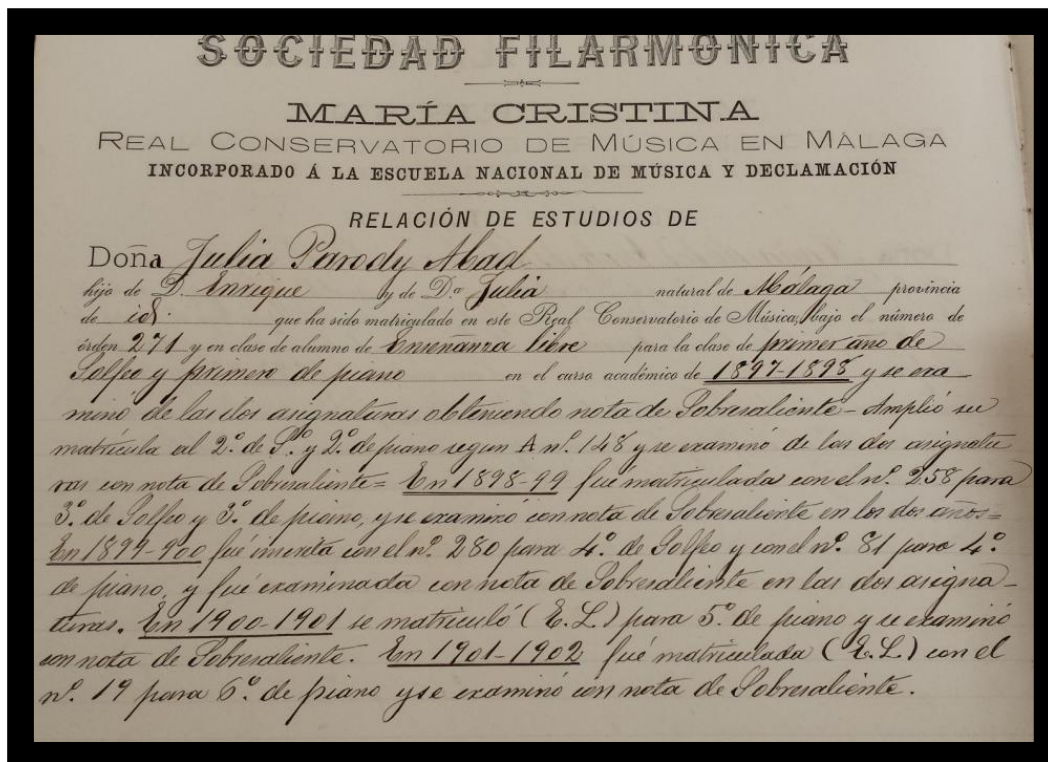 SOCIEDAD FILARMÓNICA
MARÍA CRISTINA
REAL CONSERVATORIO DE MÚSICA EN MÁLAGA
INCORPORADO Á LA ESCUELA NACIONAL DE MÚSICA Y DECLAMACIÓN
RELACIÓN DE ESTUDIOS DE
Doña Julia Parody Abad
hijo de D. Enrique y de D.ª Julia natural de Málaga provincia
de id. que ha sido matriculado en este Real Conservatorio de Música, bajo el número de
órden 271 y en clase de alumno de Enseñanza libre para la clase de primer año de
Solfeo y primero de piano en el curso académico de 1897-1898 y se exa
minó de las dos asignaturas obteniendo nota de Sobresaliente - Amplió su
matrícula al 2º de Sº y 2º de piano segun A nº 148 y se examinó de las dos asignatu
ras con nota de Sobresaliente = En 1898-99 fué matriculada con el nº 258 para
3º de Solfeo y 3º de piano, y se examinó con nota de Sobresaliente en los dos años =
En 1899-900 fué inscrita con el nº 280 para 4º de Solfeo y con el nº 81 para 4º
de piano, y fué examinada con nota de Sobresaliente en las dos asigna-
turas. En 1900-1901 se matriculó (E.L.) para 5º de piano y se examinó
con nota de Sobresaliente. En 1901-1902 fué matriculada (E.L.) con el
nº 19 para 6º de piano y se examinó con nota de Sobresaliente.